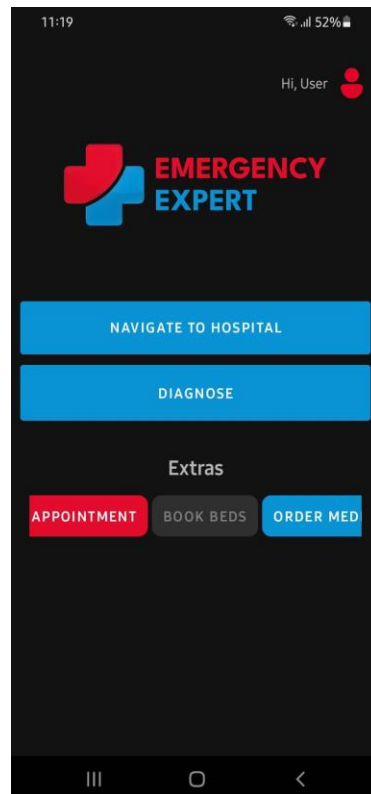 11:19 52%
Hi, User
EMERGENCY
EXPERT
NAVIGATE TO HOSPITAL
DIAGNOSE
Extras
APPOINTMENT BOOK BEDS ORDER MED